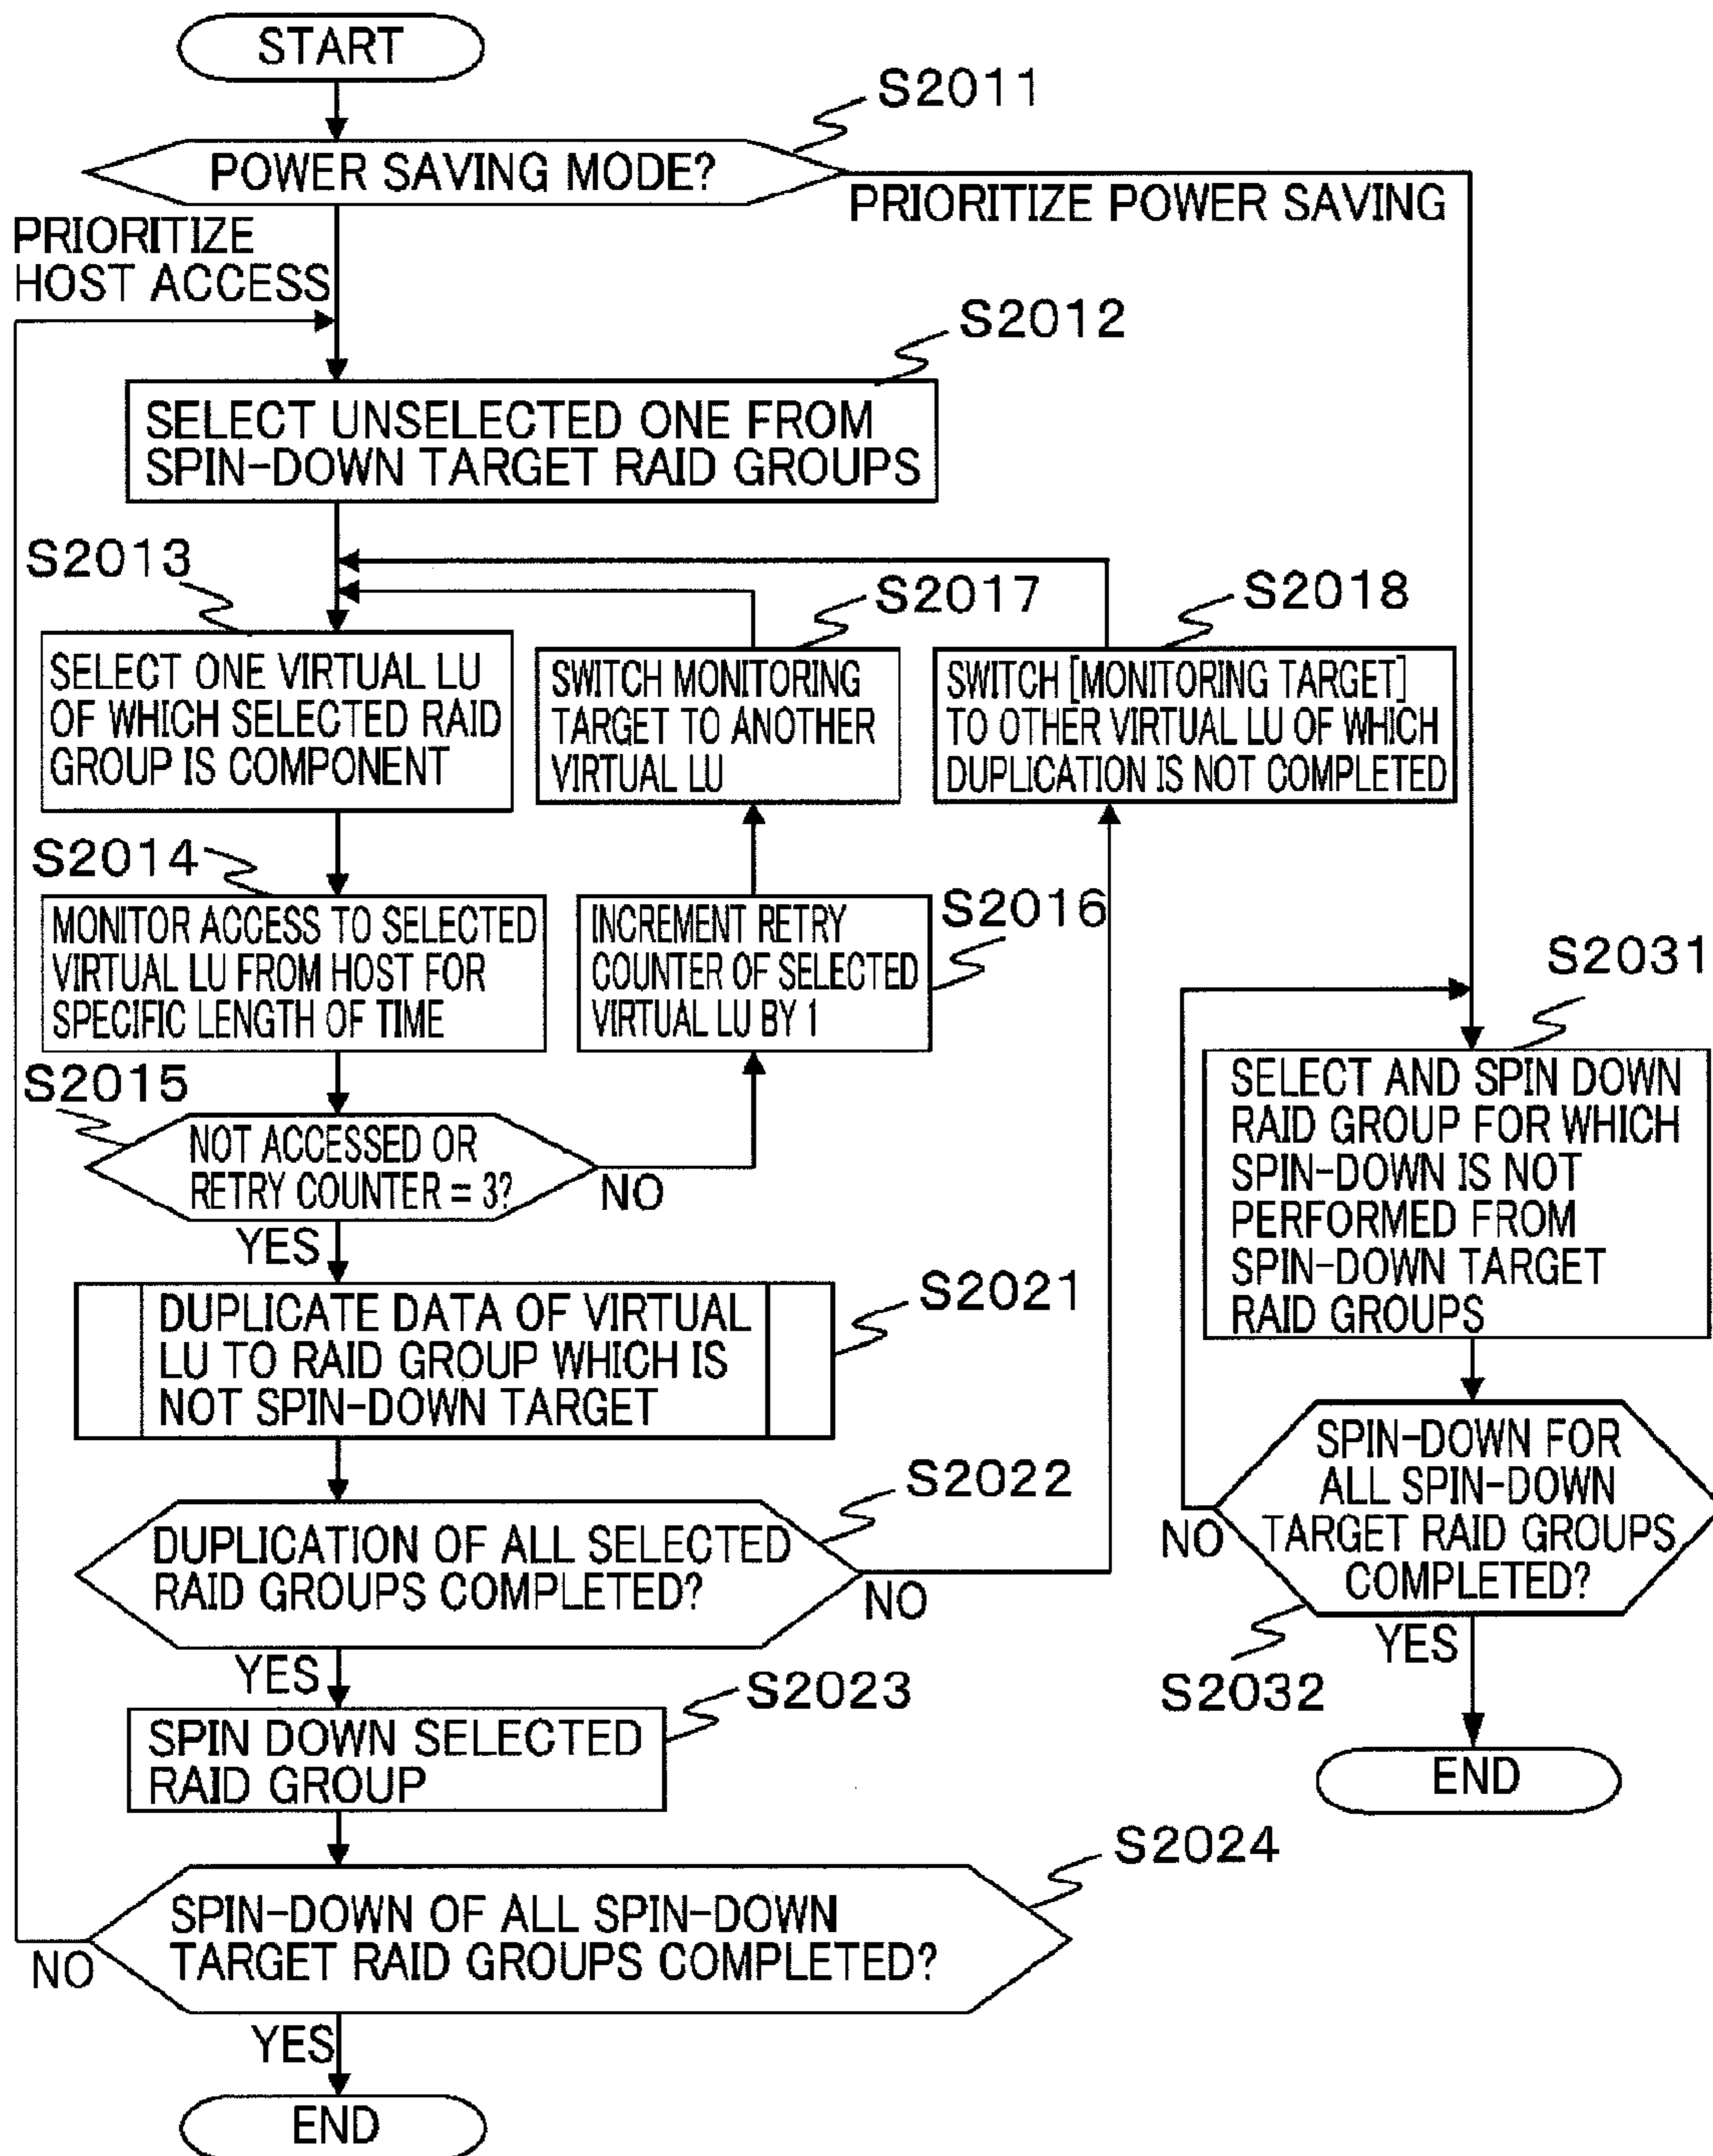 START
S2011
POWER SAVING MODE?
PRIORITIZE POWER SAVING
PRIORITIZE
HOST ACCESS
S2012
SELECT UNSELECTED ONE FROM
SPIN-DOWN TARGET RAID GROUPS
S2013
SELECT ONE VIRTUAL LU
OF WHICH SELECTED RAID
GROUP IS COMPONENT
S2017
SWITCH MONITORING
TARGET TO ANOTHER
VIRTUAL LU
S2018
SWITCH [MONITORING TARGET]
TO OTHER VIRTUAL LU OF WHICH
DUPLICATION IS NOT COMPLETED
S2014
MONITOR ACCESS TO SELECTED
VIRTUAL LU FROM HOST FOR
SPECIFIC LENGTH OF TIME
S2016
INCREMENT RETRY
COUNTER OF SELECTED
VIRTUAL LU BY 1
S2015
NOT ACCESSED OR
RETRY COUNTER = 3?
NO
YES
S2021
DUPLICATE DATA OF VIRTUAL
LU TO RAID GROUP WHICH IS
NOT SPIN-DOWN TARGET
S2022
DUPLICATION OF ALL SELECTED
RAID GROUPS COMPLETED?
NO
YES
S2023
SPIN DOWN SELECTED
RAID GROUP
S2024
SPIN-DOWN OF ALL SPIN-DOWN
TARGET RAID GROUPS COMPLETED?
NO
YES
END
S2031
SELECT AND SPIN DOWN
RAID GROUP FOR WHICH
SPIN-DOWN IS NOT
PERFORMED FROM
SPIN-DOWN TARGET
RAID GROUPS
SPIN-DOWN FOR
ALL SPIN-DOWN
TARGET RAID GROUPS
COMPLETED?
NO
YES
S2032
END